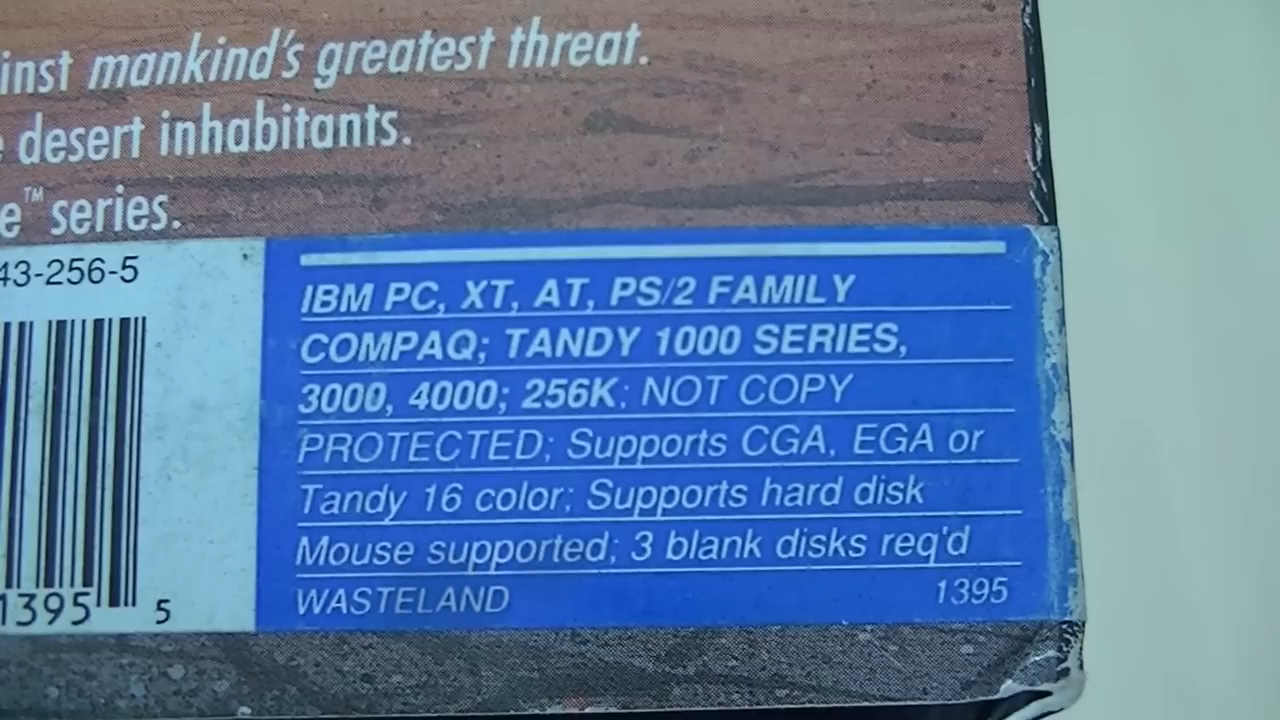 inst mankind's greatest threat.
desert inhabitants.
e™ series.
43-256-5
IBM PC, XT, AT, PS/2 FAMILY
COMPAQ; TANDY 1000 SERIES,
3000, 4000; 256K; NOT COPY
PROTECTED; Supports CGA, EGA or
Tandy 16 color; Supports hard disk
Mouse supported; 3 blank disks req'd
WASTELAND 1395
1395 5